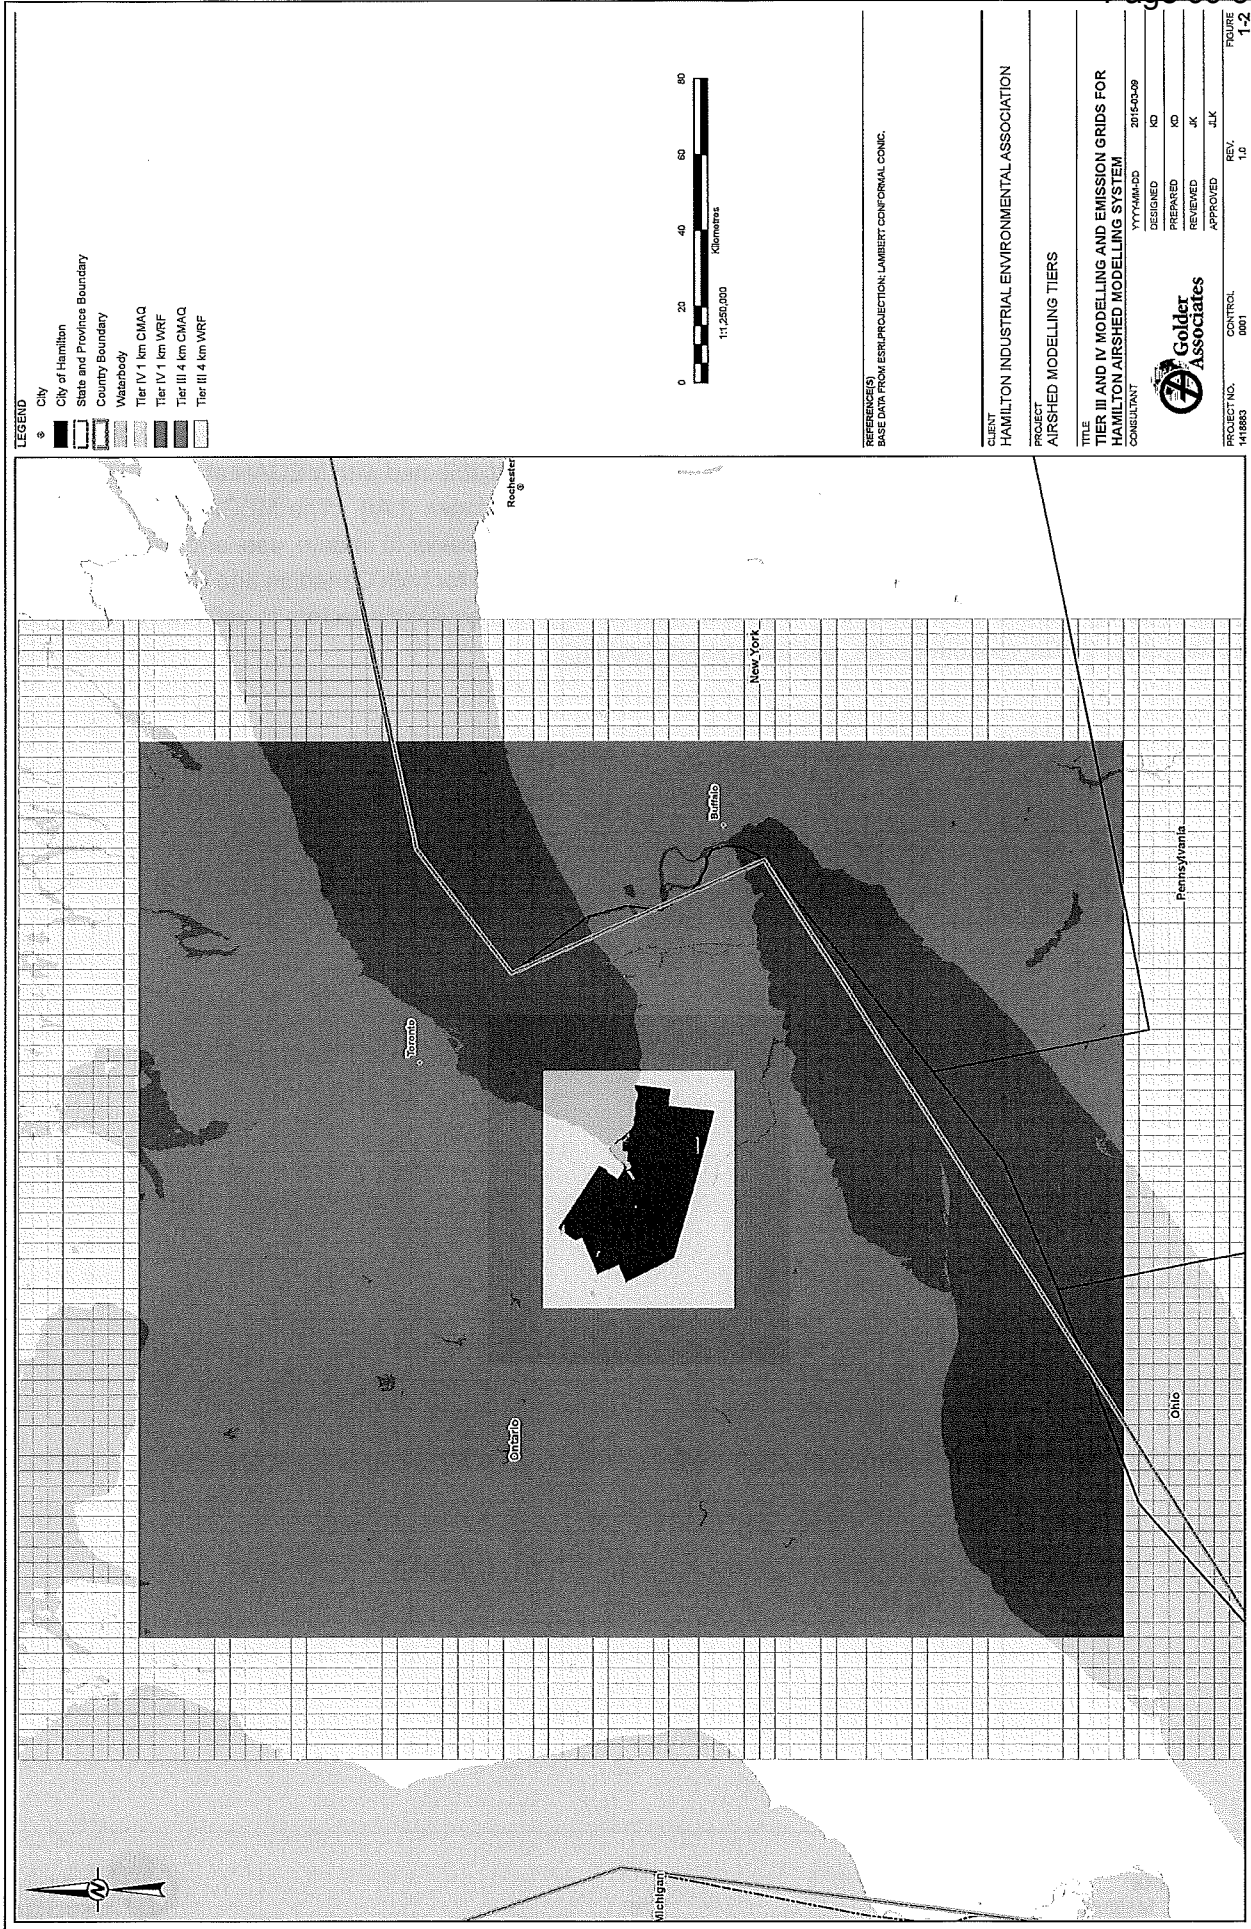 LEGEND
City
City of Hamilton
State and Province Boundary
Country Boundary
Waterbody
Tier IV 1 km CMAQ
Tier IV 1 km WRF
Tier III 4 km CMAQ
Tier III 4 km WRF
0 20 40 60 80
1:1,250,000 Kilometres
REFERENCE(S)
BASE DATA FROM ESRI. PROJECTION: LAMBERT CONFORMAL CONIC.
CLIENT
HAMILTON INDUSTRIAL ENVIRONMENTAL ASSOCIATION
PROJECT
AIRSHED MODELLING TIERS
TITLE
TIER III AND IV MODELLING AND EMISSION GRIDS FOR
HAMILTON AIRSHED MODELLING SYSTEM
CONSULTANT
YYYY-MM-DD 2015-03-09
DESIGNED KD
PREPARED KD
REVIEWED JK
APPROVED JLK
Golder
Associates
PROJECT NO. CONTROL REV. FIGURE
1418883 0001 1.0 1-2
N
Michigan
Ontario
Toronto
Rochester
New York
Buffalo
Pennsylvania
Ohio